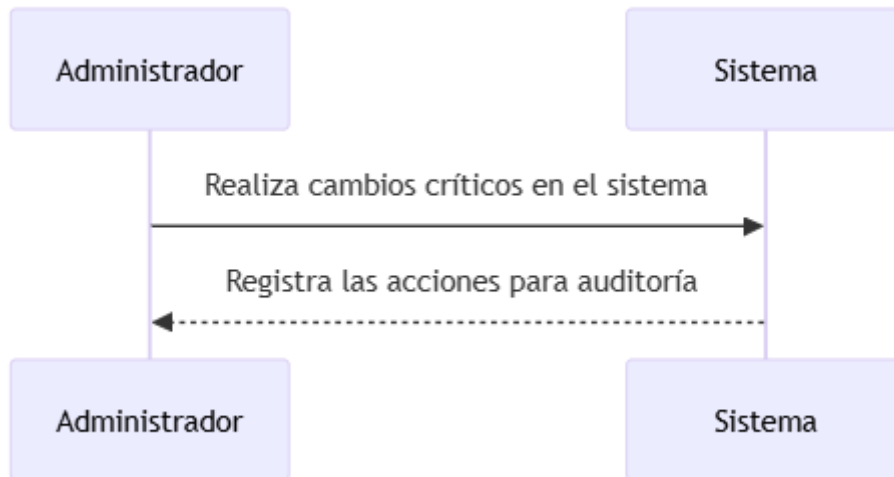 Administrador
Sistema
Realiza cambios críticos en el sistema
Registra las acciones para auditoría
Administrador
Sistema